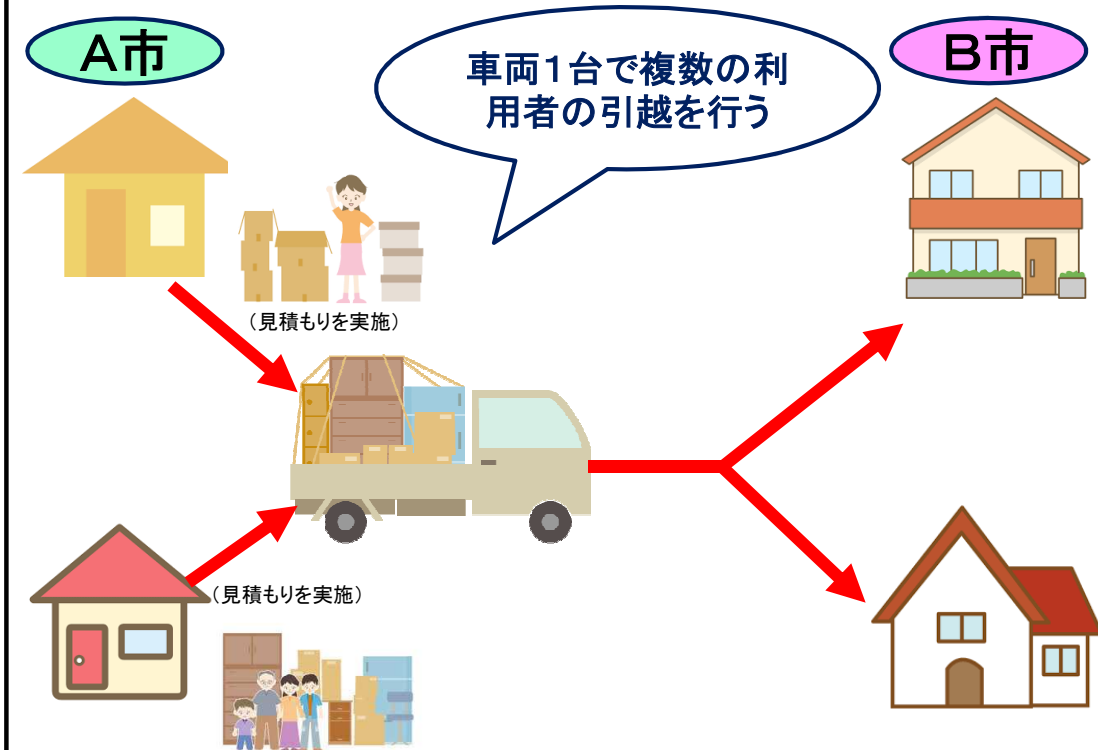 A市
B市
車両1台で複数の利
用者の引越を行う
（見積もりを実施）
（見積もりを実施）